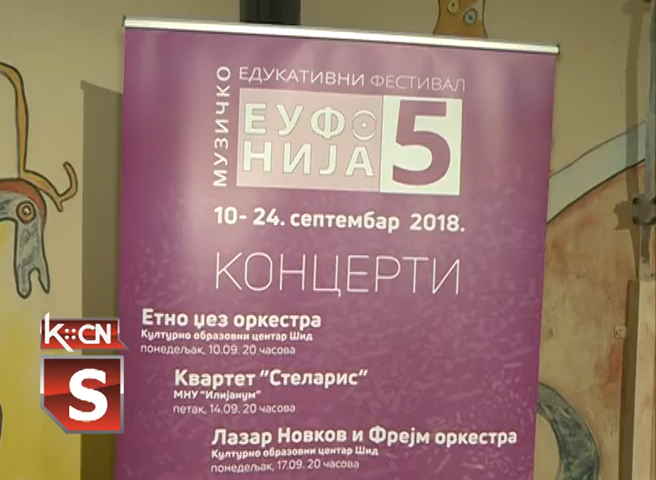 МУЗИЧКО
ЕДУКАТИВНИ ФЕСТИВАЛ
ЕУФО
НИЈА
5
10- 24. септембар 2018.
КОНЦЕРТИ
Етно џез оркестра
Културно образовни центар Шид
понедељак, 10.09. 20 часова
Квартет "Стеларис"
МНУ "Илијанум"
петак, 14.09. 20 часова
Лазар Новков и Фрејм оркестра
Културно образовни центар Шид
понедељак, 17.09. 20 часова
K::CN
S